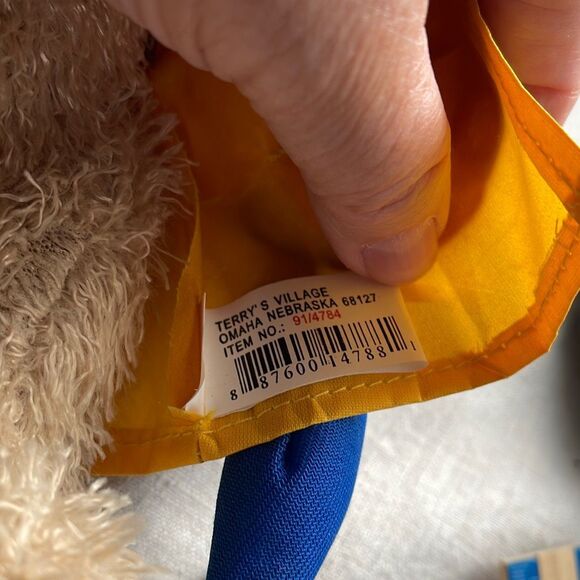 TERRY'S VILLAGE
OMAHA NEBRASKA 68127
ITEM NO.: 91/4784
8 87600 14788 1